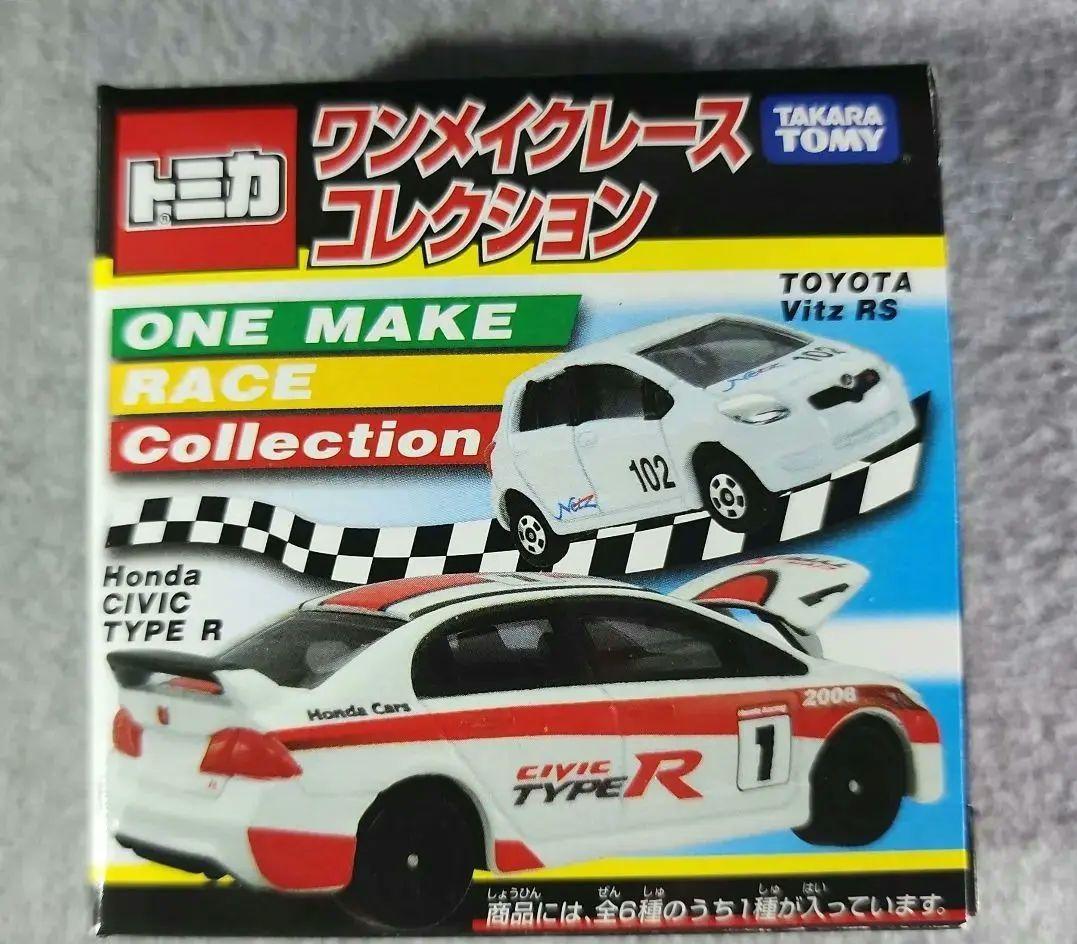 トミカ
ワンメイクレース
コレクション
TAKARA
TOMY
TOYOTA
Vitz RS
ONE MAKE
RACE
Collection
102
Netz
102
Netz
Honda
CIVIC
TYPE R
Honda Cars
2008
Honda Racing
1
CIVIC
TYPE R
しょうひん ぜん しゅ しゅ はい
商品には、全6種のうち1種が入っています。